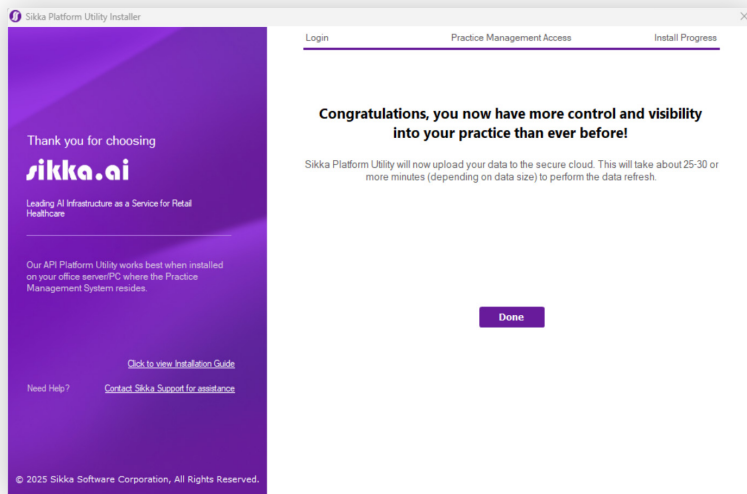 Sikka Platform Utility Installer
Login
Practice Management Access
Install Progress
Thank you for choosing
sikka.ai
Leading AI Infrastructure as a Service for Retail
Healthcare
Our API Platform Utility works best when installed
on your office server/PC where the Practice
Management System resides.
Click to view Installation Guide
Need Help?
Contact Sikka Support for assistance
© 2025 Sikka Software Corporation, All Rights Reserved.
Congratulations, you now have more control and visibility
into your practice than ever before!
Sikka Platform Utility will now upload your data to the secure cloud. This will take about 25-30 or
more minutes (depending on data size) to perform the data refresh.
Done